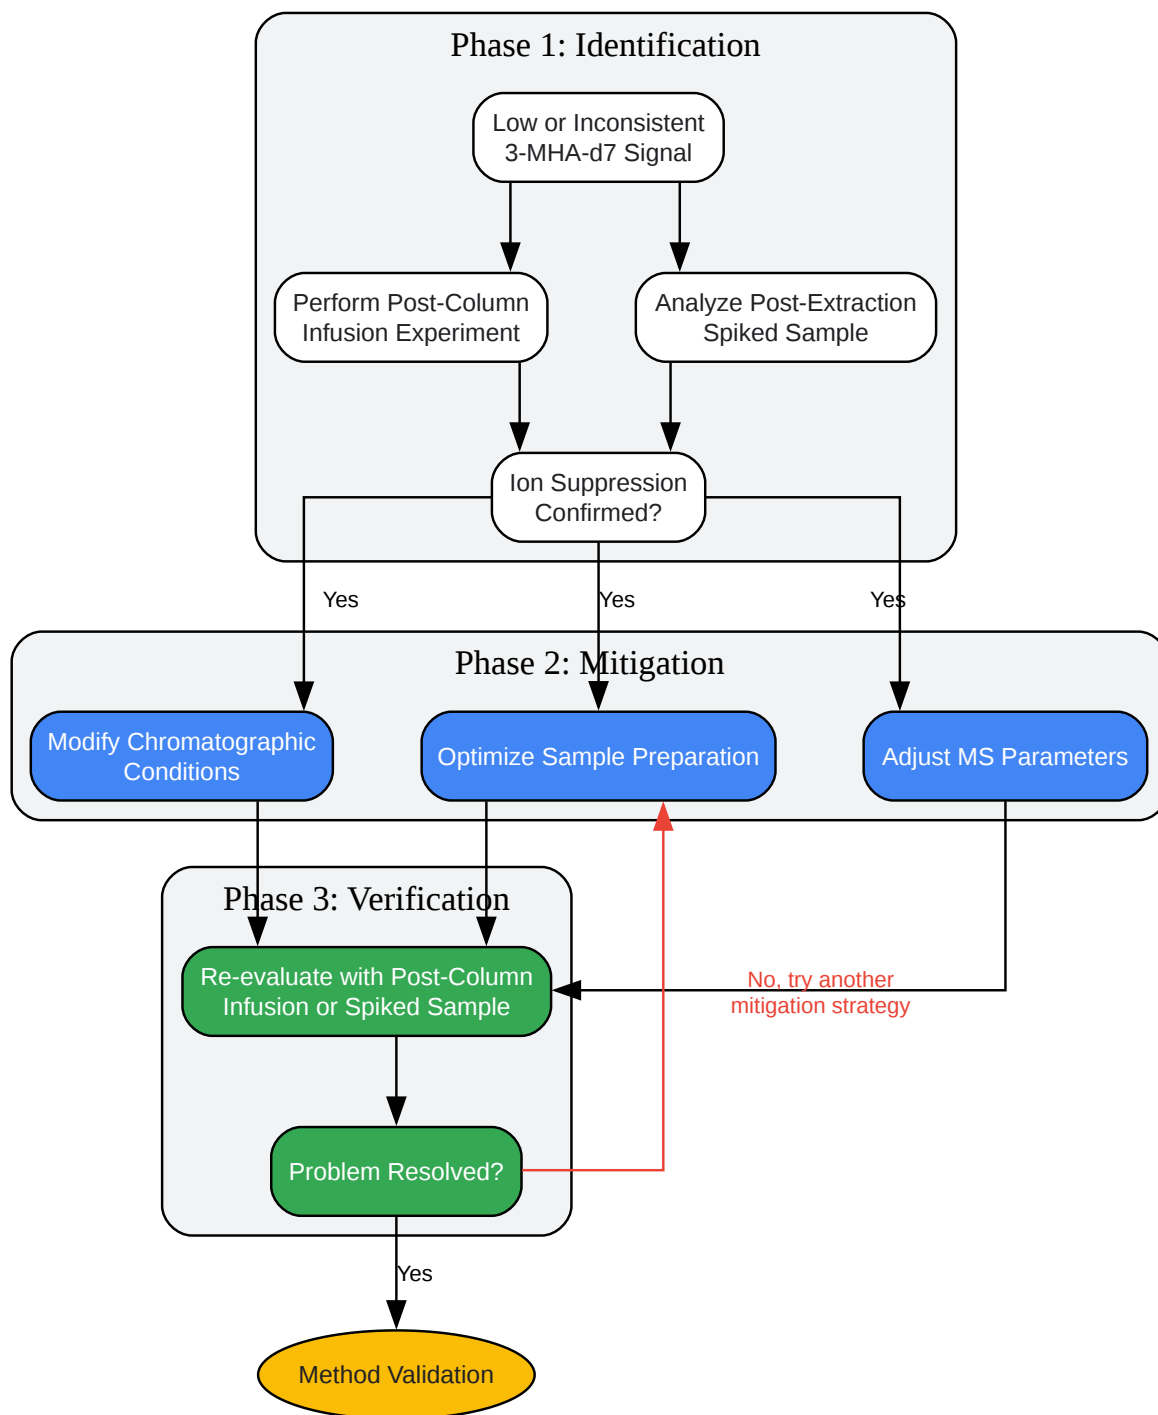 Phase 1: Identification
Low or Inconsistent
3-MHA-d7 Signal
Perform Post-Column
Infusion Experiment
Analyze Post-Extraction
Spiked Sample
Ion Suppression
Confirmed?
Yes
Yes
Yes
Phase 2: Mitigation
Modify Chromatographic
Conditions
Optimize Sample Preparation
Adjust MS Parameters
Phase 3: Verification
Re-evaluate with Post-Column
Infusion or Spiked Sample
No, try another
mitigation strategy
Problem Resolved?
Yes
Method Validation